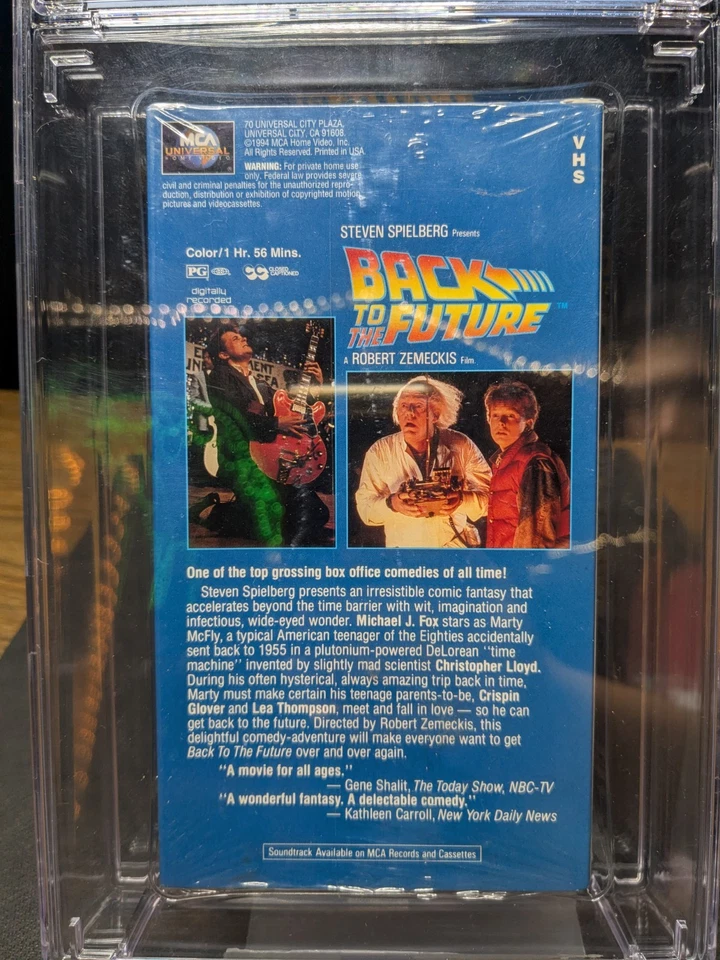 MCA
UNIVERSAL
HOME VIDEO
70 UNIVERSAL CITY PLAZA,
UNIVERSAL CITY, CA 91608.
©1994 MCA Home Video, Inc.
All Rights Reserved. Printed in USA.
WARNING: For private home use
only. Federal law provides severe
civil and criminal penalties for the unauthorized repro-
duction, distribution or exhibition of copyrighted motion
pictures and videocassettes.
VHS
STEVEN SPIELBERG Presents
Color/1 Hr. 56 Mins.
PG
CC CLOSED
CAPTIONED
digitally
recorded
BACK
TO
THE FUTURE™
A ROBERT ZEMECKIS Film.
One of the top grossing box office comedies of all time!
Steven Spielberg presents an irresistible comic fantasy that
accelerates beyond the time barrier with wit, imagination and
infectious, wide-eyed wonder. Michael J. Fox stars as Marty
McFly, a typical American teenager of the Eighties accidentally
sent back to 1955 in a plutonium-powered DeLorean "time
machine" invented by slightly mad scientist Christopher Lloyd.
During his often hysterical, always amazing trip back in time,
Marty must make certain his teenage parents-to-be, Crispin
Glover and Lea Thompson, meet and fall in love — so he can
get back to the future. Directed by Robert Zemeckis, this
delightful comedy-adventure will make everyone want to get
Back To The Future over and over again.
"A movie for all ages."
— Gene Shalit, The Today Show, NBC-TV
"A wonderful fantasy. A delectable comedy."
— Kathleen Carroll, New York Daily News
Soundtrack Available on MCA Records and Cassettes